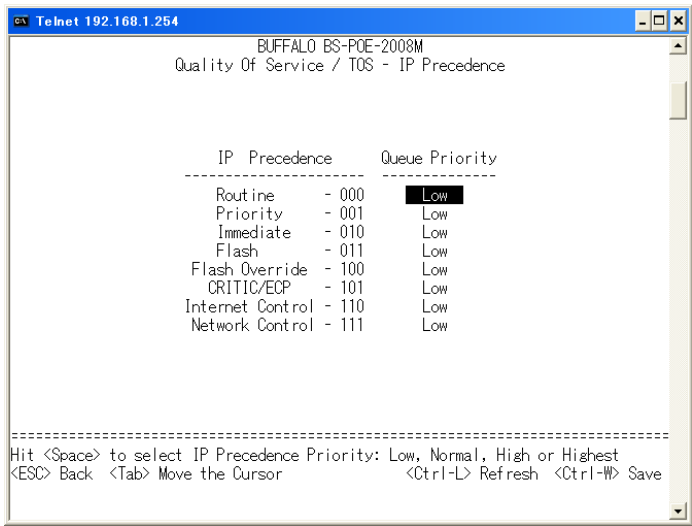 Telnet 192.168.1.254
BUFFALO BS-POE-2008M
Quality Of Service / TOS - IP Precedence
IP  Precedence      Queue Priority
----------------------  --------------
Routine      - 000      Low
Priority     - 001      Low
Immediate    - 010      Low
Flash        - 011      Low
Flash Override  - 100      Low
CRITIC/ECP   - 101      Low
Internet Control - 110      Low
Network Control - 111      Low
================================================================================
Hit <Space> to select IP Precedence Priority: Low, Normal, High or Highest
<ESC> Back  <Tab> Move the Cursor               <Ctrl-L> Refresh  <Ctrl-W> Save